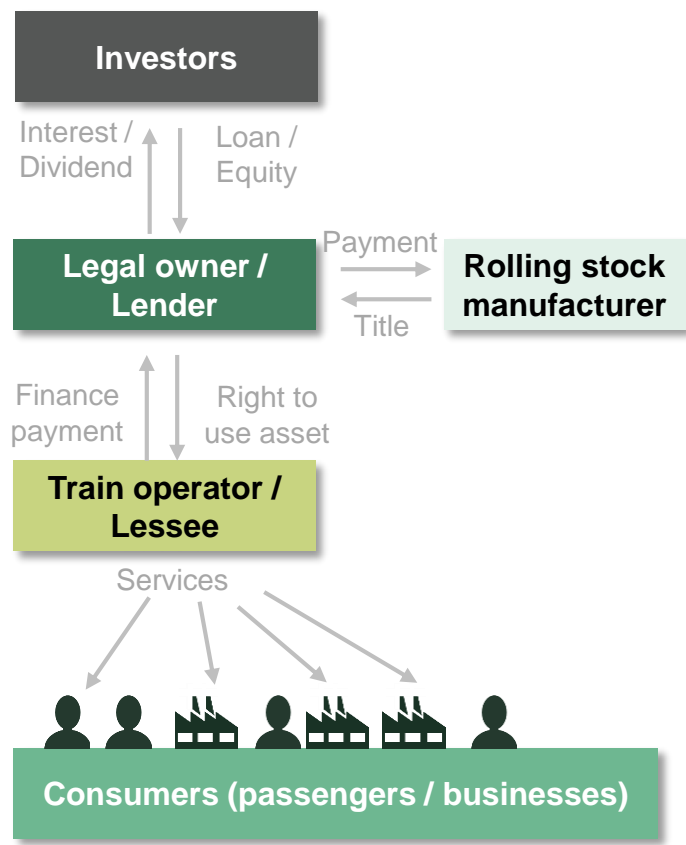 Investors
Interest /
Dividend
Loan /
Equity
Legal owner /
Lender
Payment
Title
Rolling stock
manufacturer
Finance
payment
Right to
use asset
Train operator /
Lessee
Services
Consumers (passengers / businesses)